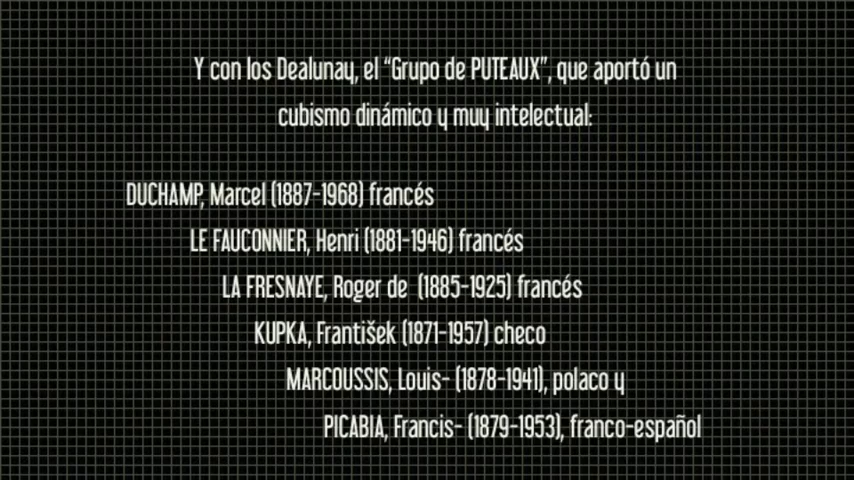 Y con los Dealunay, el “Grupo de PUTEAUX”, que aportó un
cubismo dinámico y muy intelectual:
DUCHAMP, Marcel (1887-1968) francés
LE FAUCONNIER, Henri (1881-1946) francés
LA FRESNAYE, Roger de (1885-1925) francés
KUPKA, František (1871-1957) checo
MARCOUSSIS, Louis- (1878-1941), polaco y
PICABIA, Francis- (1879-1953), franco-español